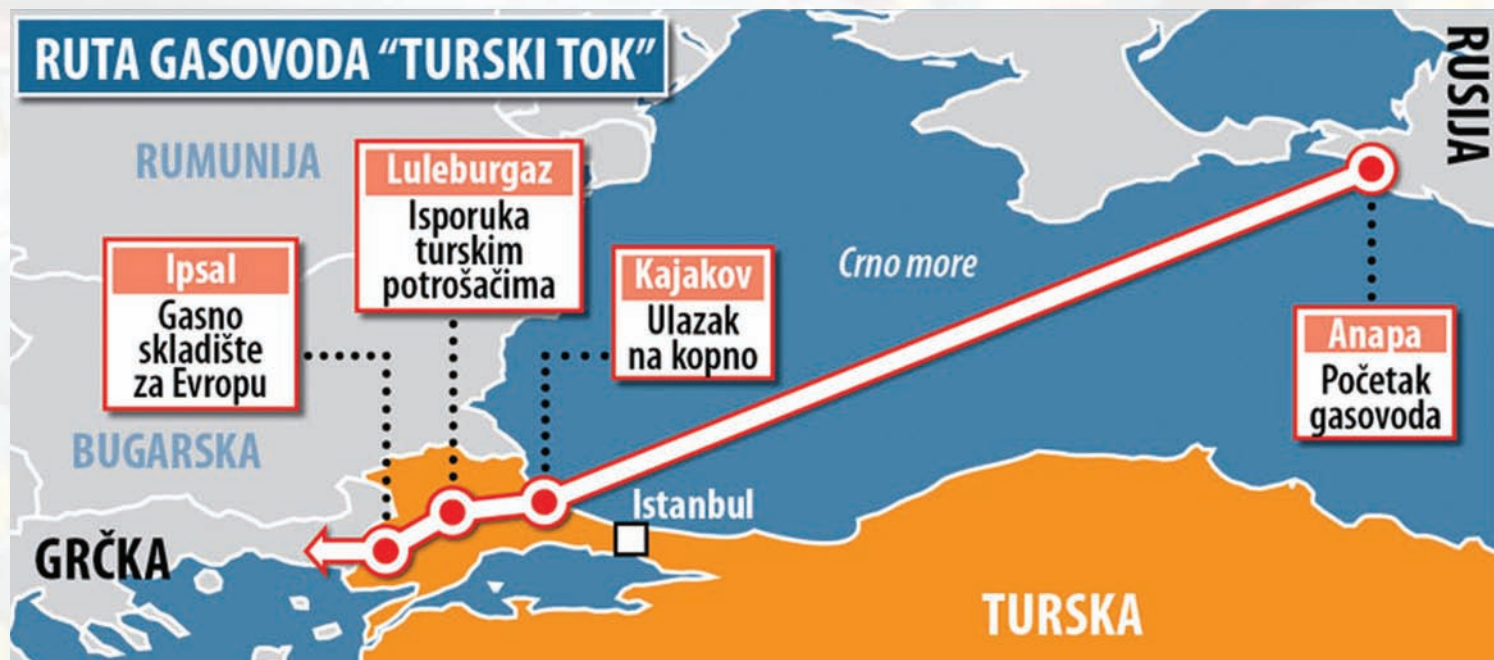 RUTA GASOVODA “TURSKI TOK”
RUSIJA
RUMUNIJA
Luleburgaz
Isporuka
turskim
potrošačima
Ipsal
Gasno
skladište
za Evropu
Kajakov
Ulazak
na kopno
Crno more
Anapa
Početak
gasovoda
BUGARSKA
Istanbul
GRČKA
TURSKA